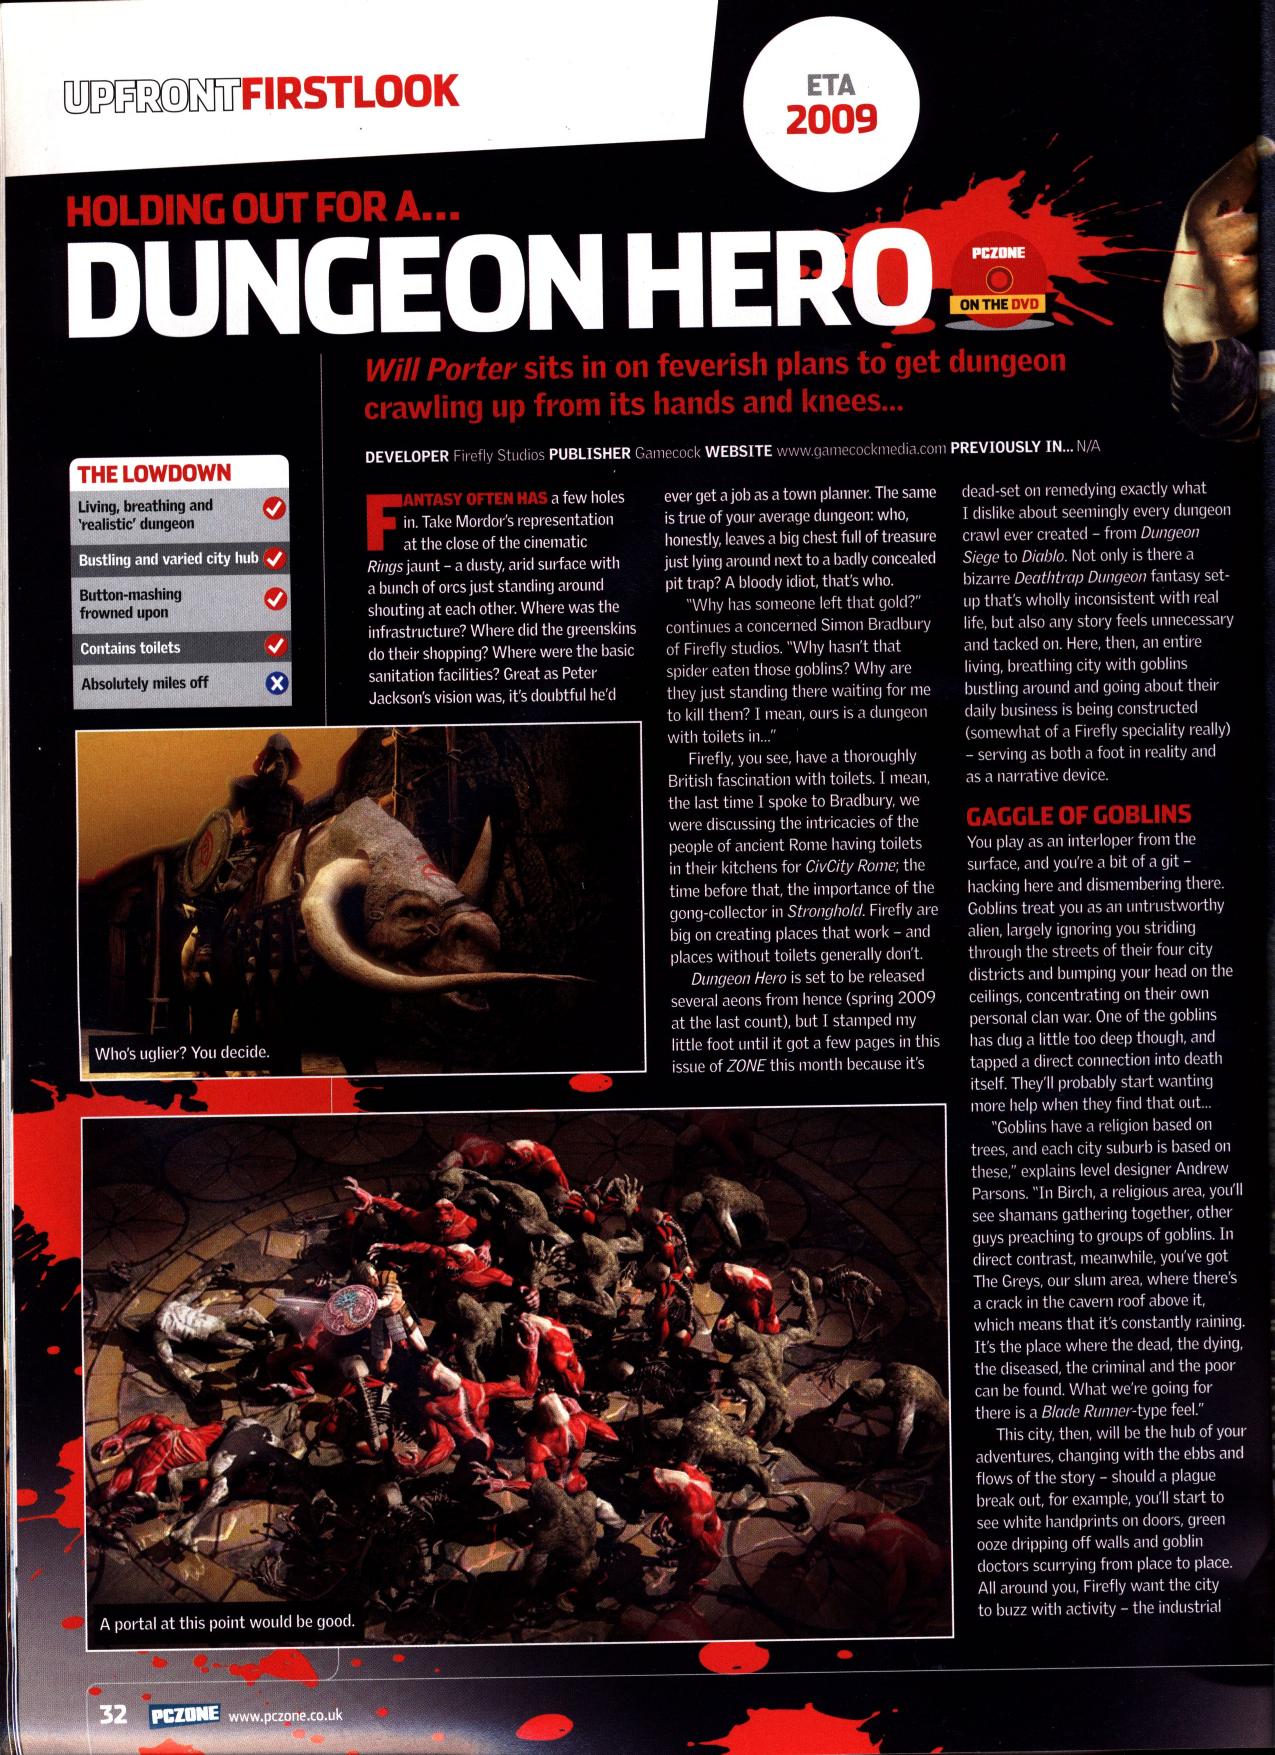 UPFRONTFIRSTLOOK
ETA
2009
HOLDING OUT FOR A...
DUNGEON HERO
PCZONE
ON THE DVD
Will Porter sits in on feverish plans to get dungeon
crawling up from its hands and knees...
DEVELOPER Firefly Studios PUBLISHER Gamecock WEBSITE www.gamecockmedia.com PREVIOUSLY IN... N/A
THE LOWDOWN
Living, breathing and
'realistic' dungeon
Bustling and varied city hub
Button-mashing
frowned upon
Contains toilets
Absolutely miles off
FANTASY OFTEN HAS a few holes
in. Take Mordor's representation
at the close of the cinematic
Rings jaunt – a dusty, arid surface with
a bunch of orcs just standing around
shouting at each other. Where was the
infrastructure? Where did the greenskins
do their shopping? Where were the basic
sanitation facilities? Great as Peter
Jackson's vision was, it's doubtful he'd
ever get a job as a town planner. The same
is true of your average dungeon: who,
honestly, leaves a big chest full of treasure
just lying around next to a badly concealed
pit trap? A bloody idiot, that's who.
"Why has someone left that gold?"
continues a concerned Simon Bradbury
of Firefly studios. "Why hasn't that
spider eaten those goblins? Why are
they just standing there waiting for me
to kill them? I mean, ours is a dungeon
with toilets in..."
Firefly, you see, have a thoroughly
British fascination with toilets. I mean,
the last time I spoke to Bradbury, we
were discussing the intricacies of the
people of ancient Rome having toilets
in their kitchens for CivCity Rome; the
time before that, the importance of the
gong-collector in Stronghold. Firefly are
big on creating places that work – and
places without toilets generally don't.
Dungeon Hero is set to be released
several aeons from hence (spring 2009
at the last count), but I stamped my
little foot until it got a few pages in this
issue of ZONE this month because it's
dead-set on remedying exactly what
I dislike about seemingly every dungeon
crawl ever created – from Dungeon
Siege to Diablo. Not only is there a
bizarre Deathtrap Dungeon fantasy set-
up that's wholly inconsistent with real
life, but also any story feels unnecessary
and tacked on. Here, then, an entire
living, breathing city with goblins
bustling around and going about their
daily business is being constructed
(somewhat of a Firefly speciality really)
– serving as both a foot in reality and
as a narrative device.
GAGGLE OF GOBLINS
You play as an interloper from the
surface, and you're a bit of a git –
hacking here and dismembering there.
Goblins treat you as an untrustworthy
alien, largely ignoring you striding
through the streets of their four city
districts and bumping your head on the
ceilings, concentrating on their own
personal clan war. One of the goblins
has dug a little too deep though, and
tapped a direct connection into death
itself. They'll probably start wanting
more help when they find that out...
"Goblins have a religion based on
trees, and each city suburb is based on
these," explains level designer Andrew
Parsons. "In Birch, a religious area, you'll
see shamans gathering together, other
guys preaching to groups of goblins. In
direct contrast, meanwhile, you've got
The Greys, our slum area, where there's
a crack in the cavern roof above it,
which means that it's constantly raining.
It's the place where the dead, the dying,
the diseased, the criminal and the poor
can be found. What we're going for
there is a Blade Runner-type feel."
This city, then, will be the hub of your
adventures, changing with the ebbs and
flows of the story – should a plague
break out, for example, you'll start to
see white handprints on doors, green
ooze dripping off walls and goblin
doctors scurrying from place to place.
All around you, Firefly want the city
to buzz with activity – the industrial
Who's uglier? You decide.
A portal at this point would be good.
32 PCZONE www.pczone.co.uk